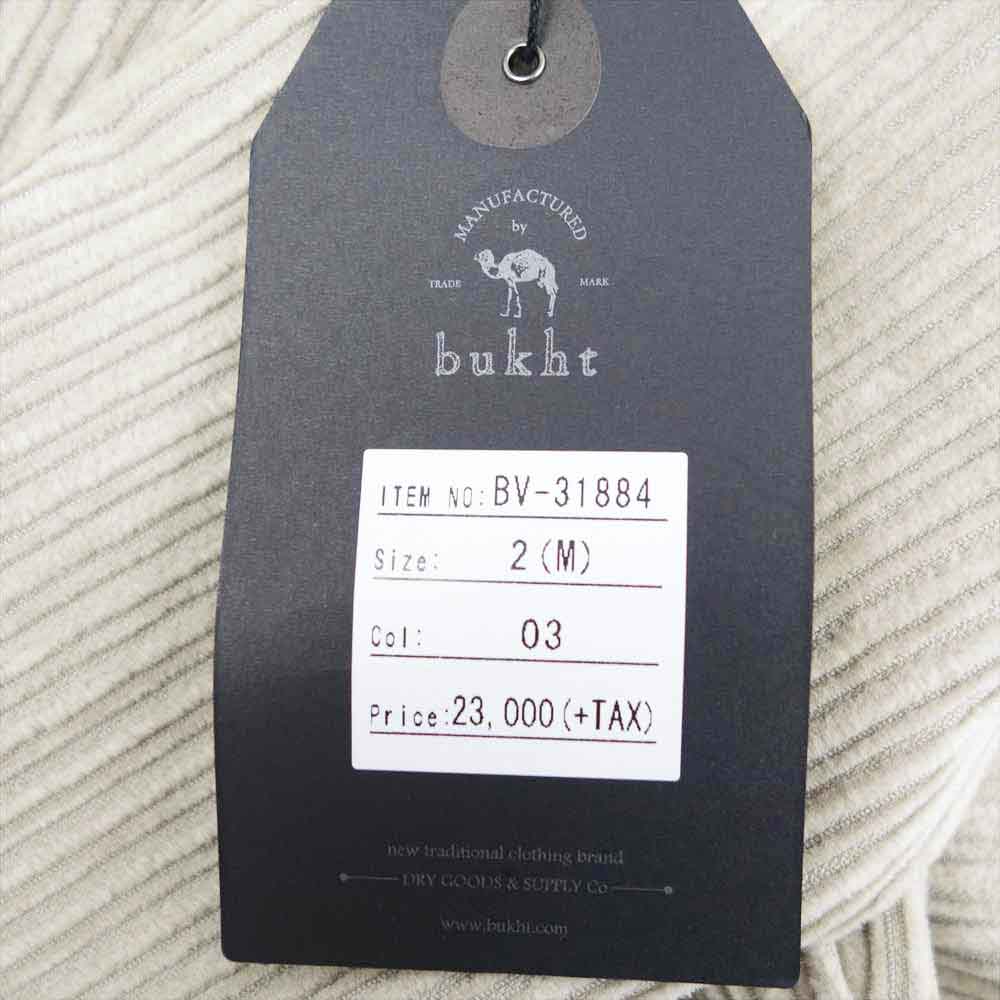 MANUFACTURED
by
TRADE MARK
bukht
ITEM NO: BV-31884
Size: 2(M)
Col: 03
Price: 23,000(+TAX)
new traditional clothing brand
DRY GOODS & SUPPLY Co
www.bukht.com